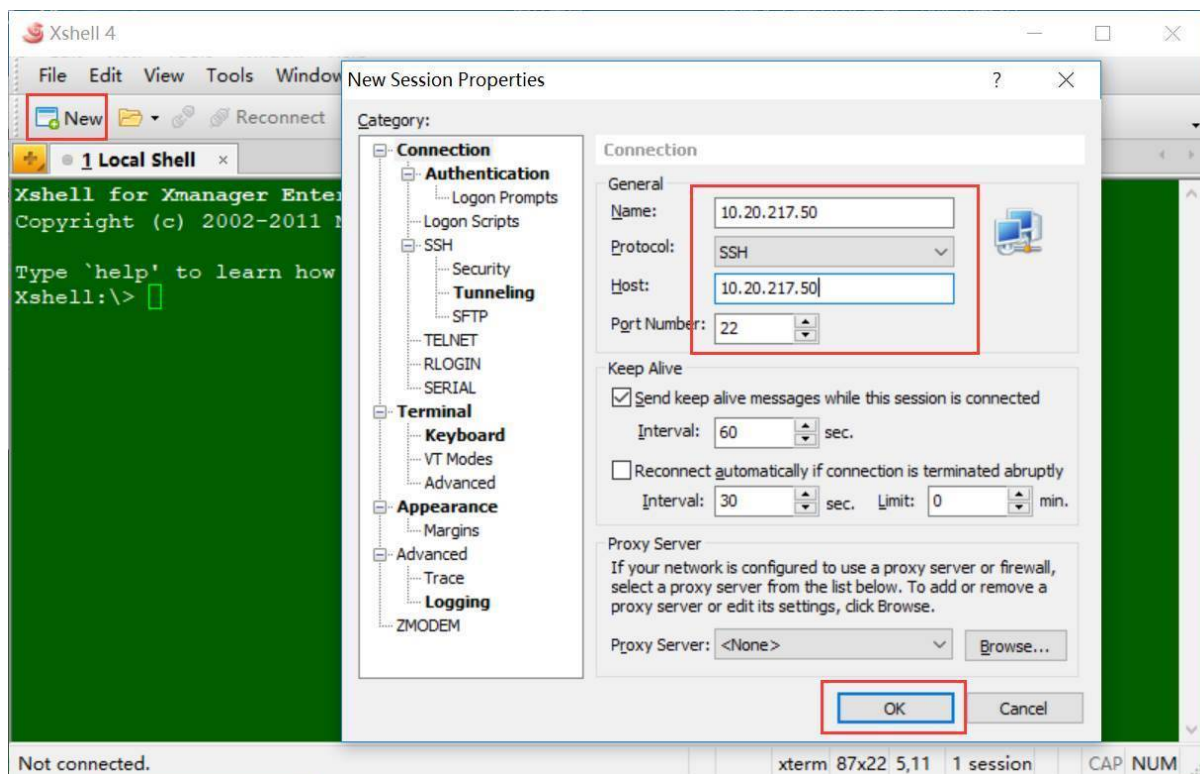 Xshell 4
File Edit View Tools Window
New Reconnect
1 Local Shell ×
Xshell for Xmanager Enter
Copyright (c) 2002-2011
Type `help' to learn how
Xshell:\>
New Session Properties
Category:
Connection
Authentication
Logon Prompts
Logon Scripts
SSH
Security
Tunneling
SFTP
TELNET
RLOGIN
SERIAL
Terminal
Keyboard
VT Modes
Advanced
Appearance
Margins
Advanced
Trace
Logging
ZMODEM
Connection
General
Name: 10.20.217.50
Protocol: SSH
Host: 10.20.217.50
Port Number: 22
Keep Alive
Send keep alive messages while this session is connected
Interval: 60 sec.
Reconnect automatically if connection is terminated abruptly
Interval: 30 sec. Limit: 0 min.
Proxy Server
If your network is configured to use a proxy server or firewall,
select a proxy server from the list below. To add or remove a
proxy server or edit its settings, click Browse.
Proxy Server: <None> Browse...
OK Cancel
Not connected. xterm 87x22 5,11 1 session CAP NUM